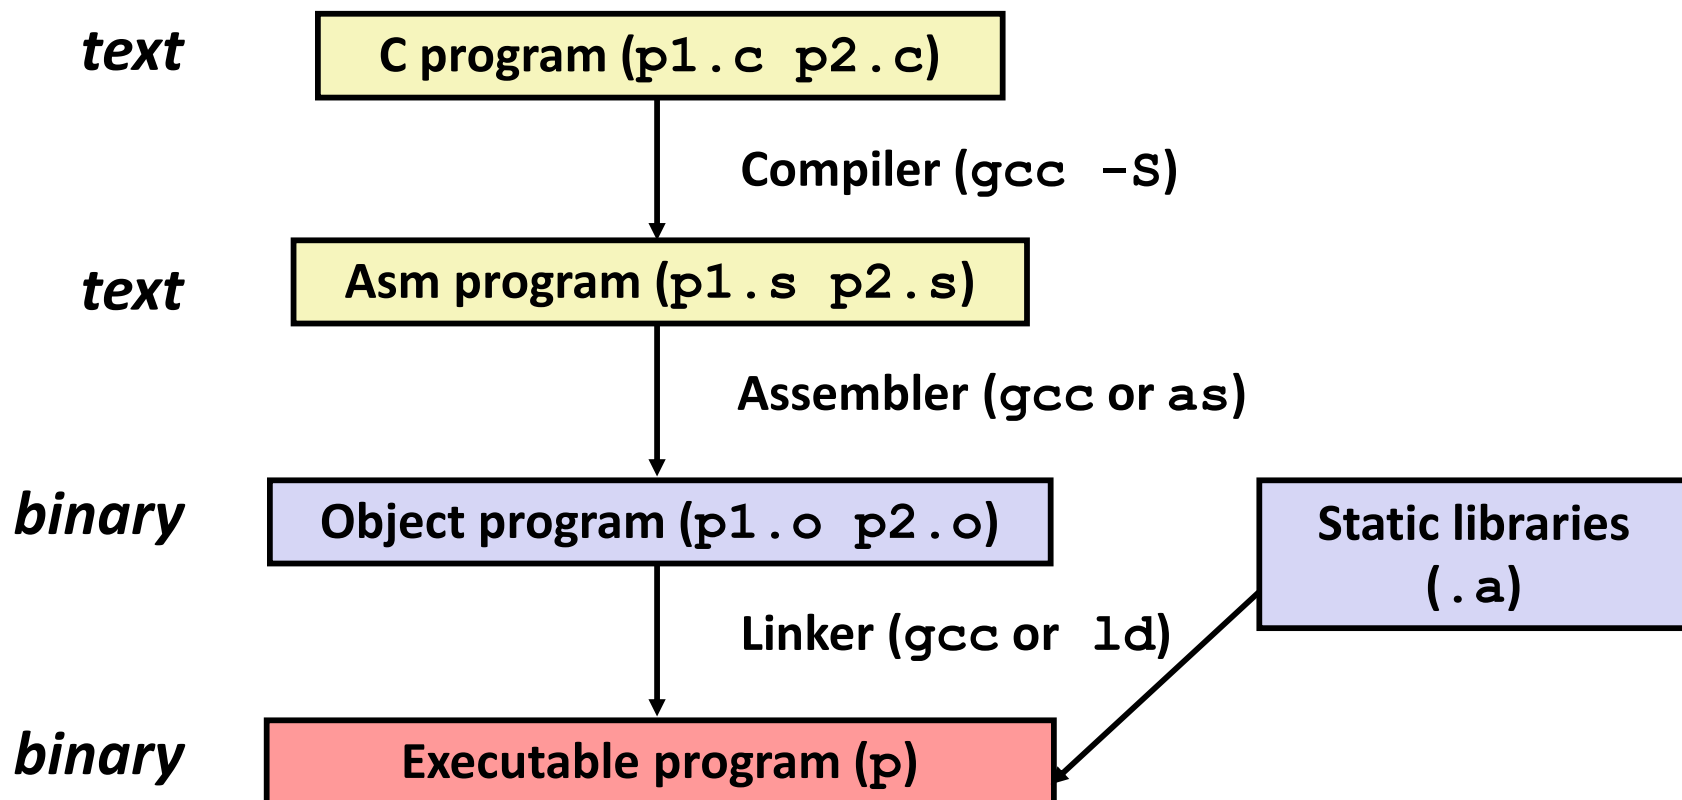 text
C program (p1.c p2.c)
Compiler (gcc -S)
text
Asm program (p1.s p2.s)
Assembler (gcc or as)
binary
Object program (p1.o p2.o)
Static libraries
(.a)
Linker (gcc or ld)
binary
Executable program (p)